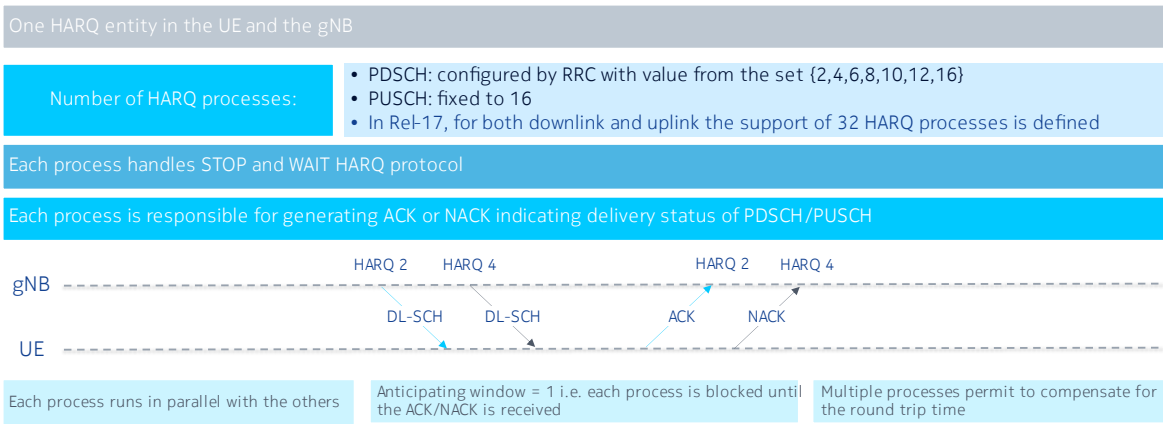 One HARQ entity in the UE and the gNB
Number of HARQ processes:
• PDSCH: configured by RRC with value from the set {2,4,6,8,10,12,16}
• PUSCH: fixed to 16
• In Rel-17, for both downlink and uplink the support of 32 HARQ processes is defined
Each process handles STOP and WAIT HARQ protocol
Each process is responsible for generating ACK or NACK indicating delivery status of PDSCH/PUSCH
HARQ 2 HARQ 4 HARQ 2 HARQ 4
gNB
DL-SCH DL-SCH ACK NACK
UE
Each process runs in parallel with the others
Anticipating window = 1 i.e. each process is blocked until
the ACK/NACK is received
Multiple processes permit to compensate for
the round trip time